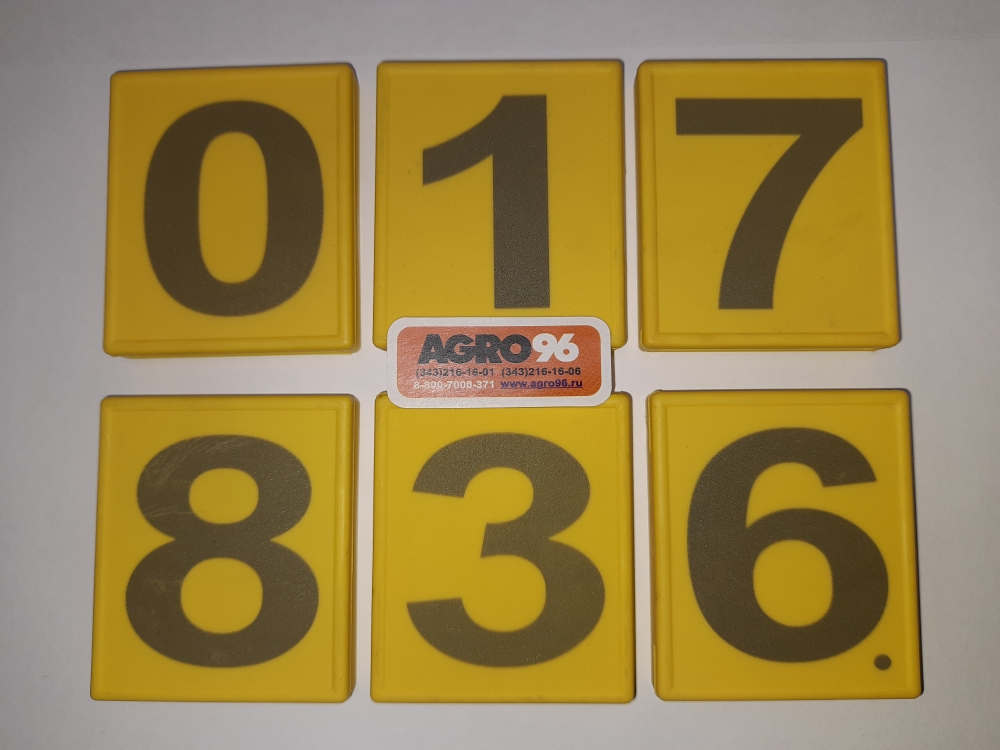 0 1 7
AGRO96
(343)216-16-01 (343)216-16-06
8-800-7000-371 www.agro96.ru
8 3 6.